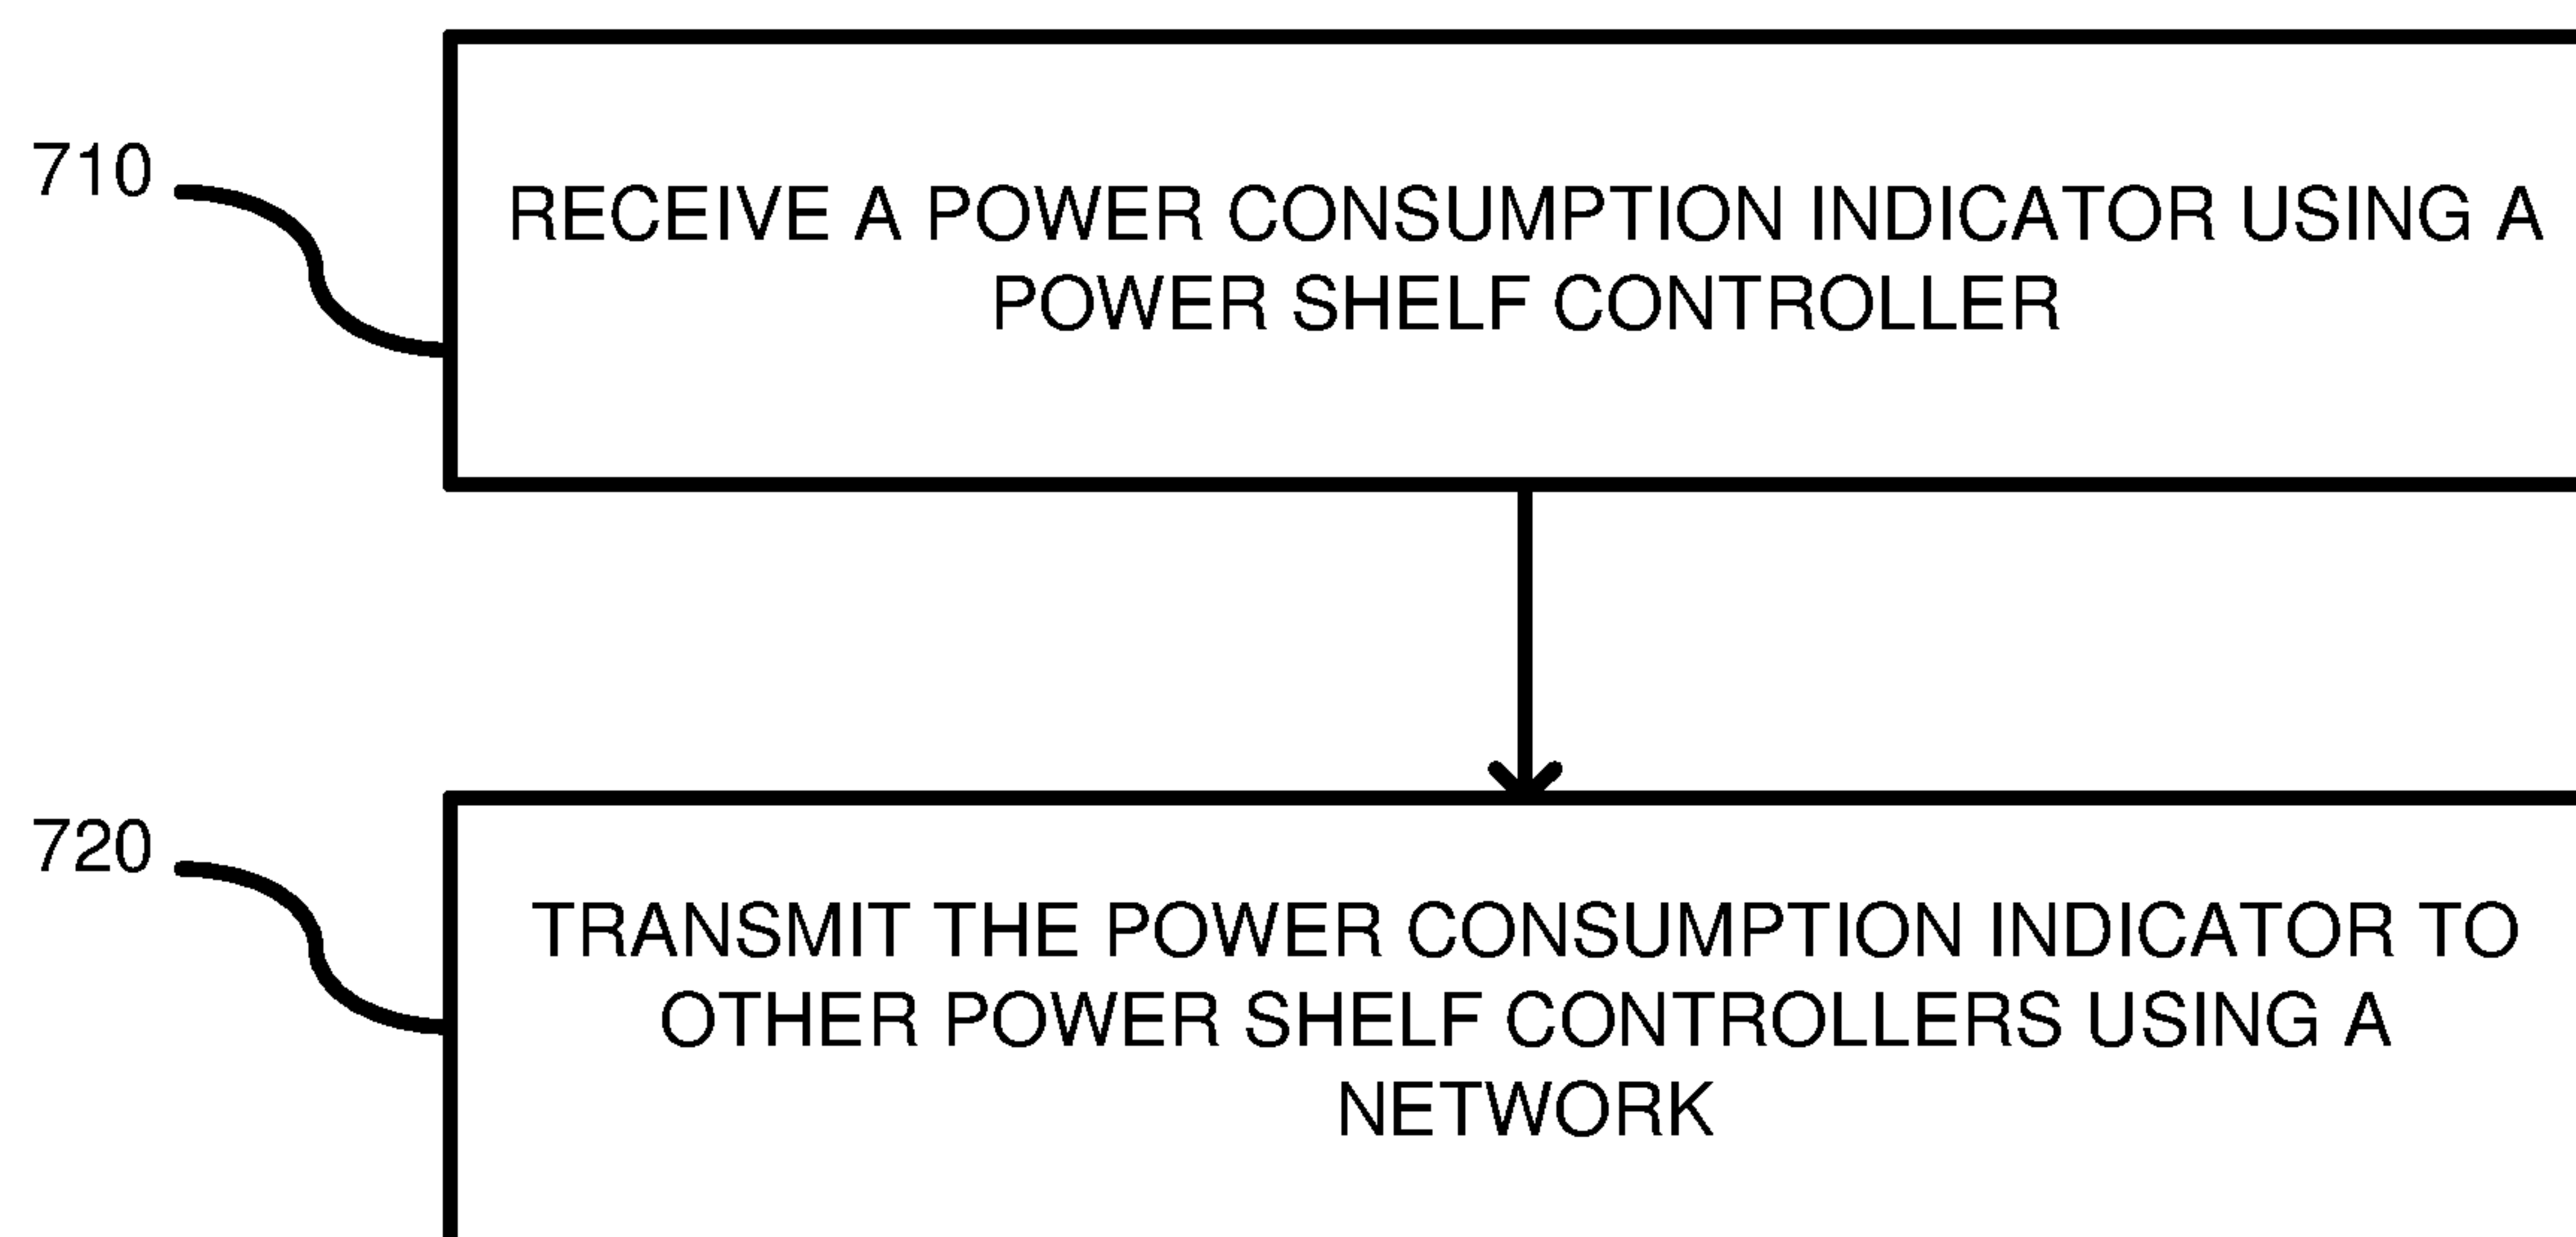 710
RECEIVE A POWER CONSUMPTION INDICATOR USING A
POWER SHELF CONTROLLER
720
TRANSMIT THE POWER CONSUMPTION INDICATOR TO
OTHER POWER SHELF CONTROLLERS USING A
NETWORK